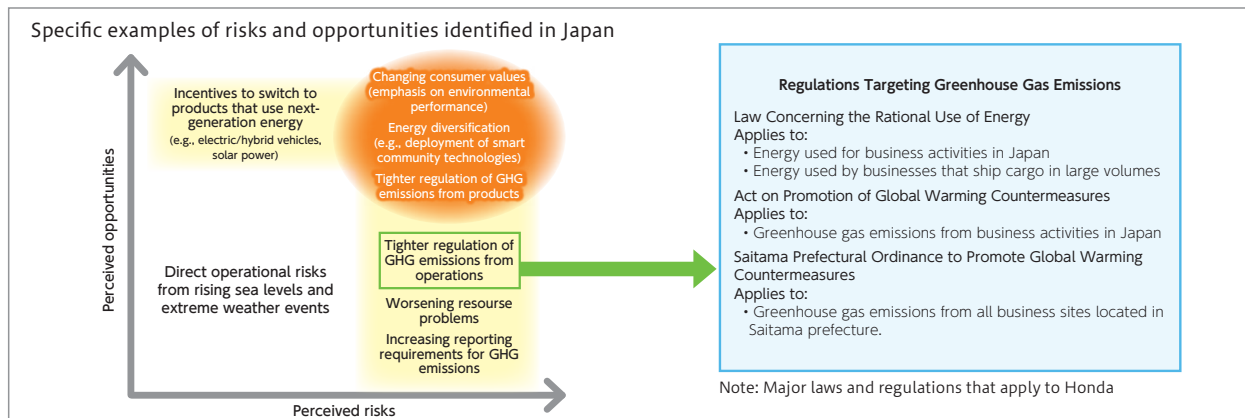 Specific examples of risks and opportunities identified in Japan
Perceived opportunities
Incentives to switch to
products that use next-
generation energy
(e.g., electric/hybrid vehicles,
solar power)
Changing consumer values
(emphasis on environmental
performance)
Energy diversification
(e.g., deployment of smart
community technologies)
Tighter regulation of GHG
emissions from products
Direct operational risks
from rising sea levels and
extreme weather events
Tighter regulation of
GHG emissions from
operations
Worsening resourse
problems
Increasing reporting
requirements for GHG
emissions
Perceived risks
Regulations Targeting Greenhouse Gas Emissions
Law Concerning the Rational Use of Energy
Applies to:
• Energy used for business activities in Japan
• Energy used by businesses that ship cargo in large volumes
Act on Promotion of Global Warming Countermeasures
Applies to:
• Greenhouse gas emissions from business activities in Japan
Saitama Prefectural Ordinance to Promote Global Warming
Countermeasures
Applies to:
• Greenhouse gas emissions from all business sites located in
Saitama prefecture.
Note: Major laws and regulations that apply to Honda